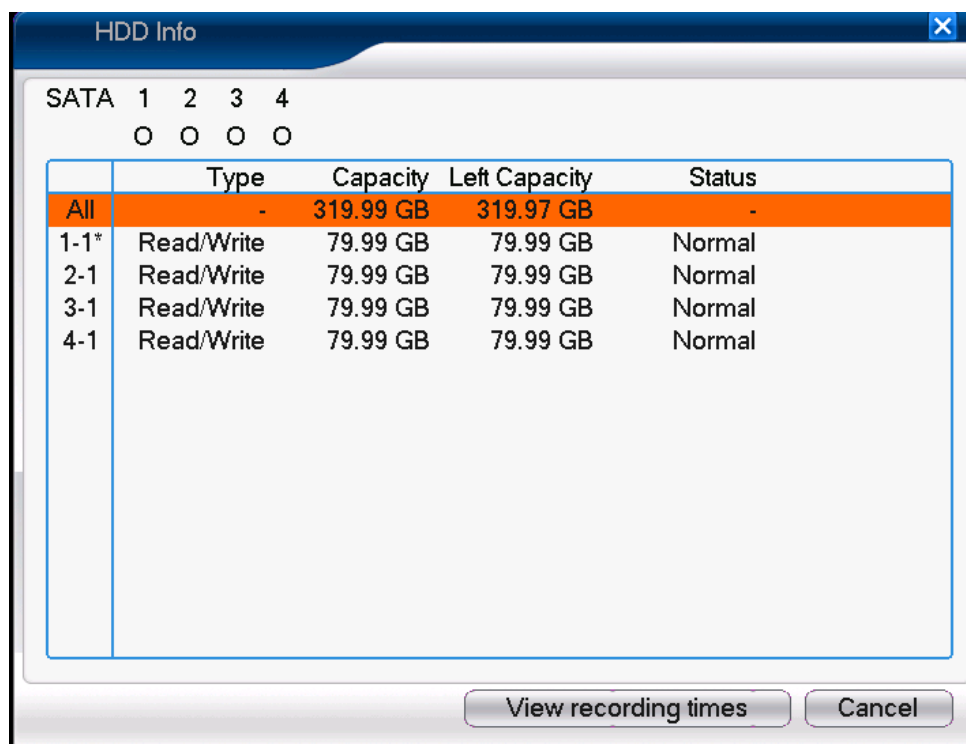 HDD Info
SATA 1 2 3 4
O O O O
Type Capacity Left Capacity Status
All - 319.99 GB 319.97 GB -
1-1* Read/Write 79.99 GB 79.99 GB Normal
2-1 Read/Write 79.99 GB 79.99 GB Normal
3-1 Read/Write 79.99 GB 79.99 GB Normal
4-1 Read/Write 79.99 GB 79.99 GB Normal
View recording times Cancel